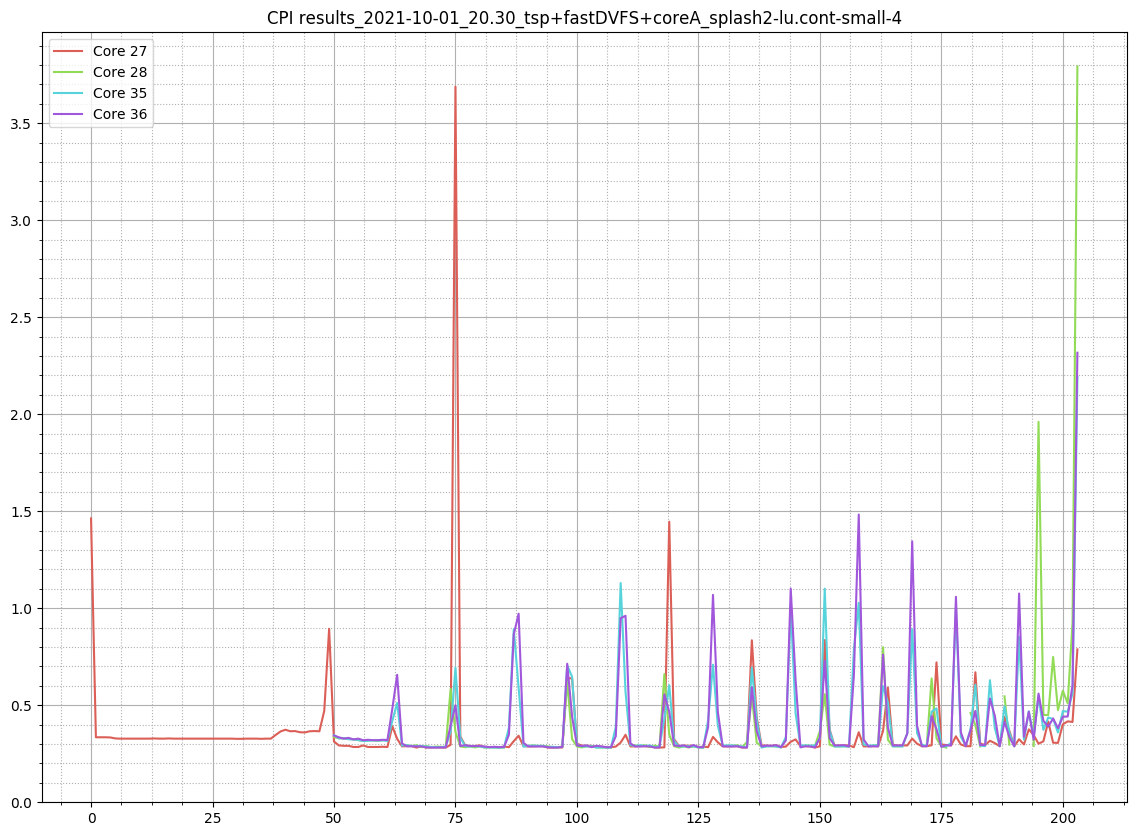 CPI results_2021-10-01_20.30_tsp+fastDVFS+coreA_splash2-lu.cont-small-4
Core 27
Core 28
Core 35
Core 36
3.5
3.0
2.5
2.0
1.5
1.0
0.5
0.0
0 25 50 75 100 125 150 175 200